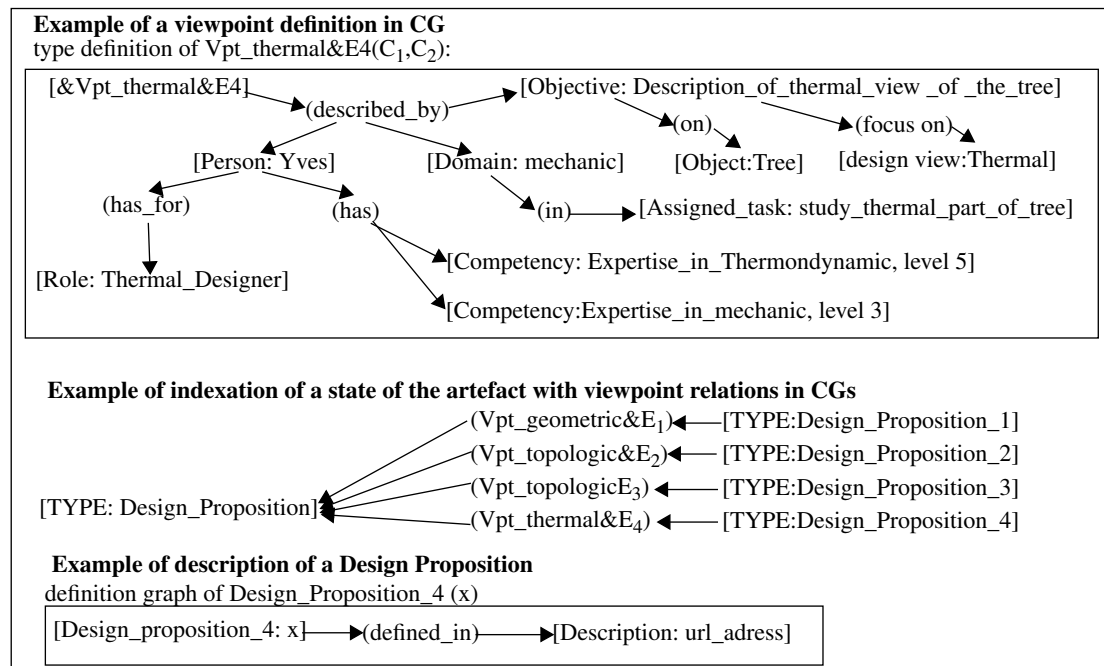 Example of a viewpoint definition in CG
type definition of Vpt_thermal&E4(C1,C2):
[&Vpt_thermal&E4]
[Objective: Description_of_thermal_view _of _the_tree]
(described_by)
(on)
(focus on)
[Person: Yves]
[Domain: mechanic]
[Object:Tree]
[design view:Thermal]
(has_for)
(has)
(in)
[Assigned_task: study_thermal_part_of_tree]
[Role: Thermal_Designer]
[Competency: Expertise_in_Thermondynamic, level 5]
[Competency:Expertise_in_mechanic, level 3]
Example of indexation of a state of the artefact with viewpoint relations in CGs
(Vpt_geometric&E1) [TYPE:Design_Proposition_1]
(Vpt_topologic&E2) [TYPE:Design_Proposition_2]
[TYPE: Design_Proposition]
(Vpt_topologicE3) [TYPE:Design_Proposition_3]
(Vpt_thermal&E4) [TYPE:Design_Proposition_4]
Example of description of a Design Proposition
definition graph of Design_Proposition_4 (x)
[Design_proposition_4: x] (defined_in) [Description: url_adress]